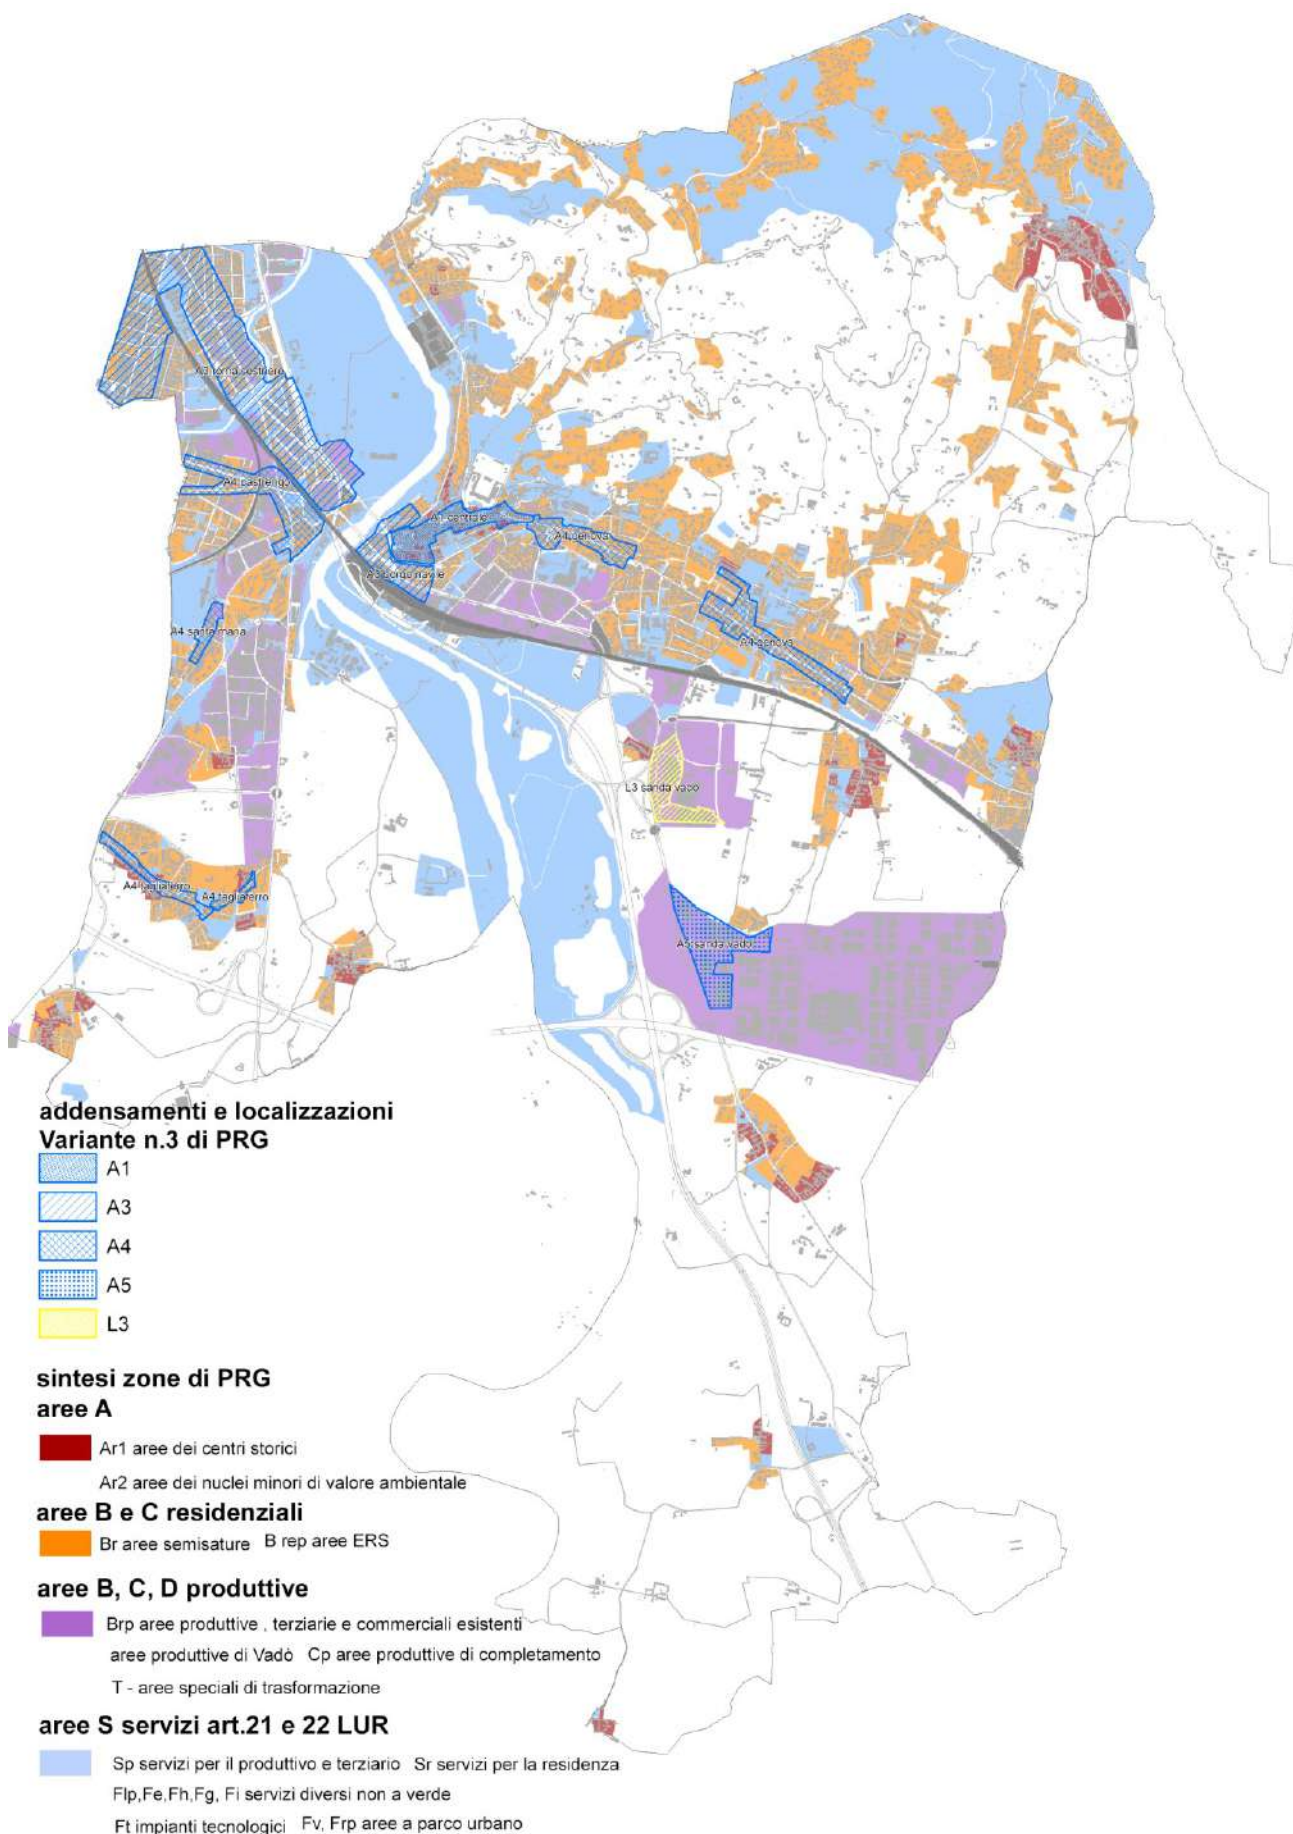 A3 roma sestriere
A4 castrengo
A1 centrale
A4 genova
A3 borgo navile
A4 genova
A4 santa maria
L3 sanda vado
A4 tagliaferro
A4 tagliaferro
A5 sanda vado
addensamenti e localizzazioni
Variante n.3 di PRG
A1
A3
A4
A5
L3
sintesi zone di PRG
aree A
Ar1 aree dei centri storici
Ar2 aree dei nuclei minori di valore ambientale
aree B e C residenziali
Br aree semisature B rep aree ERS
aree B, C, D produttive
Brp aree produttive , terziarie e commerciali esistenti
aree produttive di Vadò Cp aree produttive di completamento
T - aree speciali di trasformazione
aree S servizi art.21 e 22 LUR
Sp servizi per il produttivo e terziario Sr servizi per la residenza
Flp,Fe,Fh,Fg, Fi servizi diversi non a verde
Ft impianti tecnologici Fv, Frp aree a parco urbano